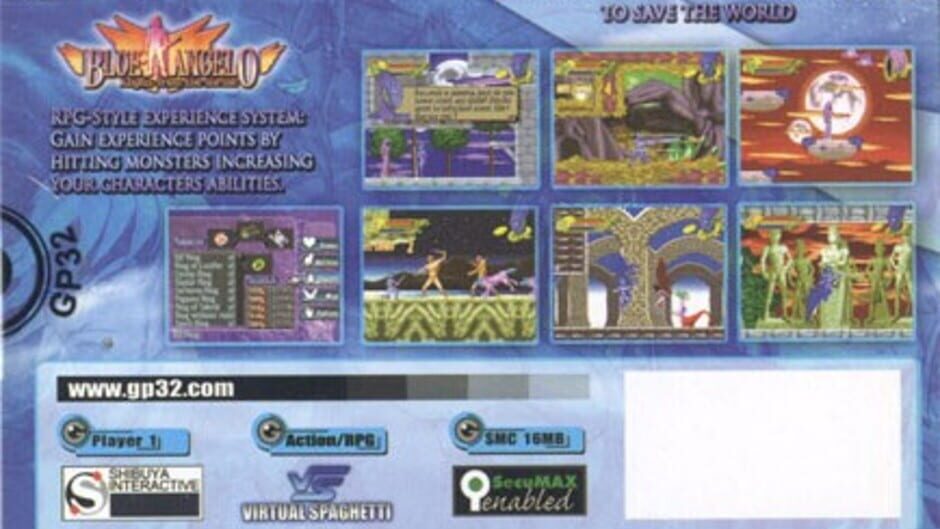 TO SAVE THE WORLD
BLUE ANGELO
RPG-STYLE EXPERIENCE SYSTEM:
GAIN EXPERIENCE POINTS BY
HITTING MONSTERS INCREASING
YOUR CHARACTERS ABILITIES.
GP32
www.gp32.com
Player 1
Action/RPG
SMC 16MB
SHIBUYA
INTERACTIVE
VIRTUAL SPAGHETTI
SecuMAX
enabled